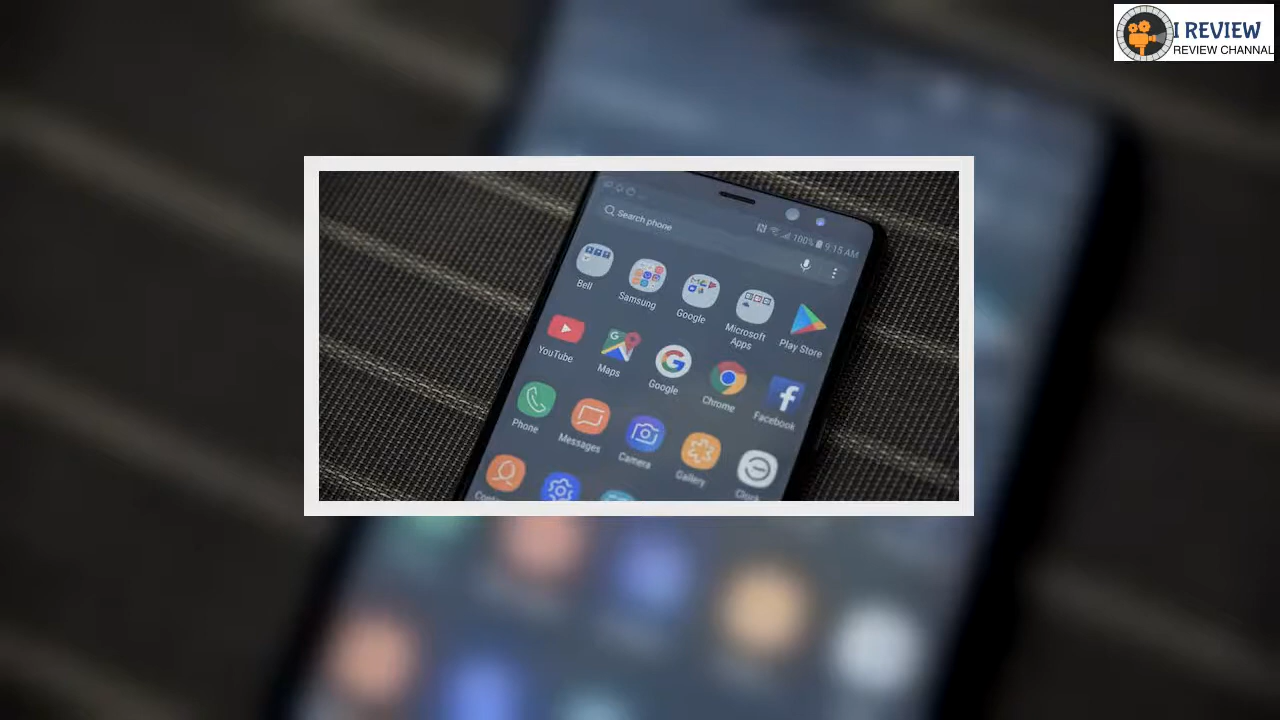 I REVIEW
REVIEW CHANNEL
100% 9:15 AM
Search phone
Bell
Samsung
Google
Microsoft
Apps
Play Store
YouTube
Maps
Google
Chrome
Facebook
Phone
Messages
Camera
Gallery
Clock